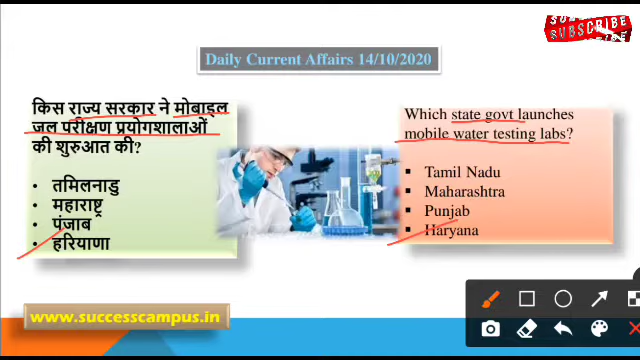 SUBSCRIBE
Daily Current Affairs 14/10/2020
किस राज्य सरकार ने मोबाइल
जल परीक्षण प्रयोगशालाओं
की शुरुआत की?
• तमिलनाडु
• महाराष्ट्र
• पंजाब
• हरियाणा
Which state govt launches
mobile water testing labs?
▪ Tamil Nadu
▪ Maharashtra
▪ Punjab
▪ Haryana
www.successcampus.in